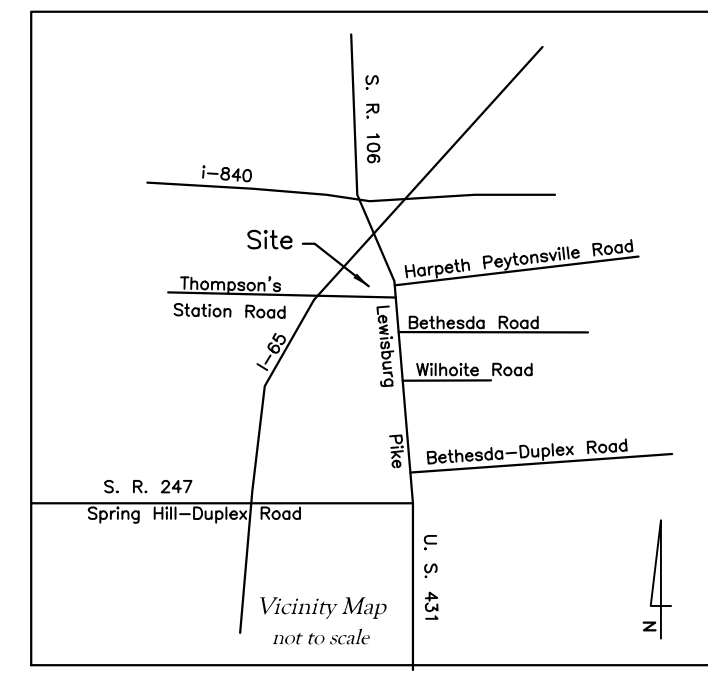 S. R. 106
i-840
Site
Harpeth Peytonsville Road
Thompson's
Station Road
Lewisburg
Pike
Bethesda Road
I-65
Wilhoite Road
Bethesda-Duplex Road
S. R. 247
Spring Hill-Duplex Road
U. S. 431
Vicinity Map
not to scale
N